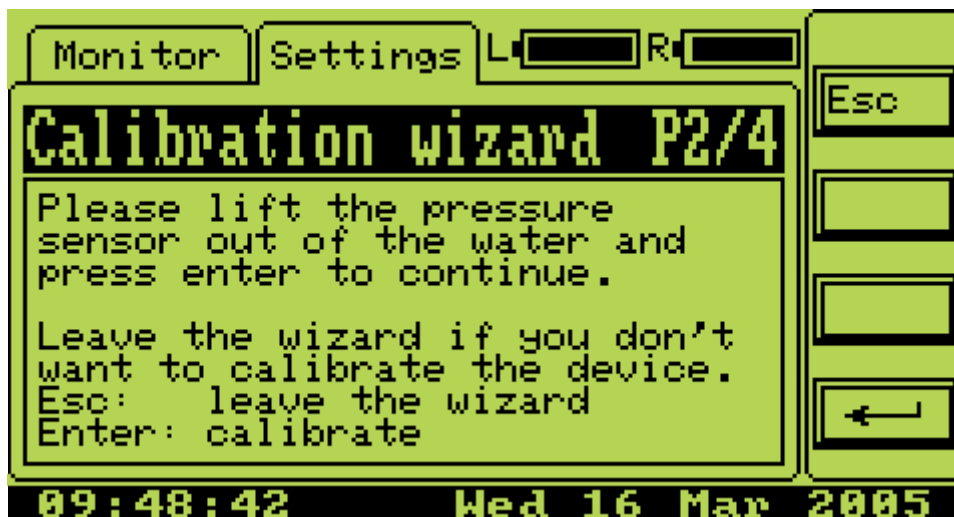 Monitor Settings L R
Esc
Calibration wizard P2/4
Please lift the pressure
sensor out of the water and
press enter to continue.
Leave the wizard if you don't
want to calibrate the device.
Esc: leave the wizard
Enter: calibrate
09:48:42 Wed 16 Mar 2005